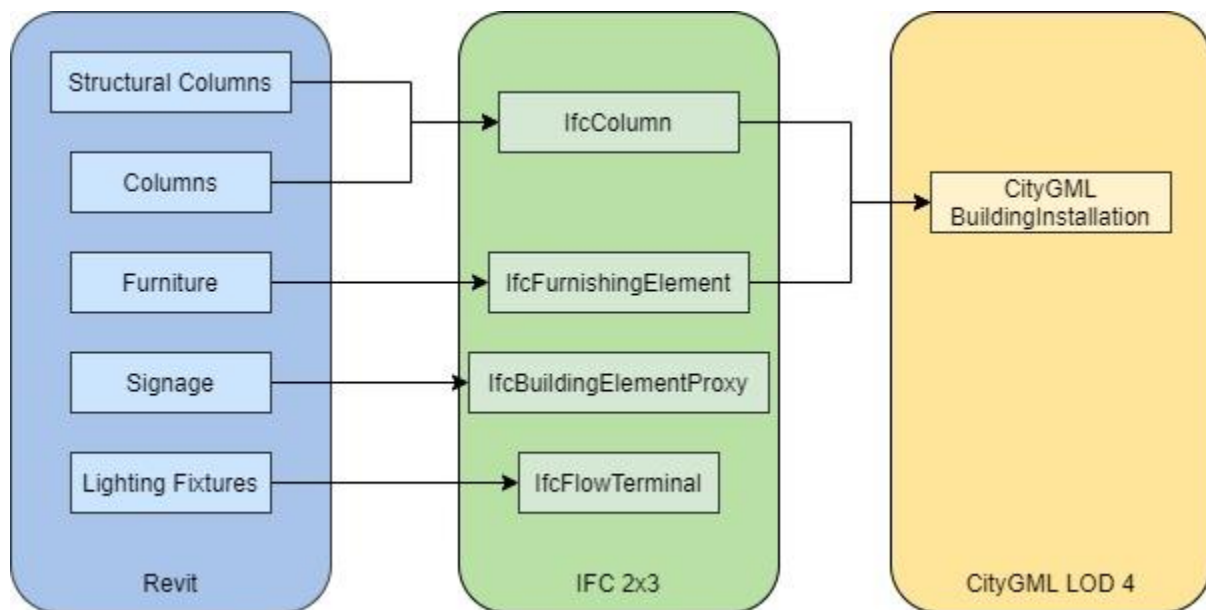 Structural Columns
Columns
Furniture
Signage
Lighting Fixtures
Revit
IfcColumn
IfcFurnishingElement
IfcBuildingElementProxy
IfcFlowTerminal
IFC 2x3
CityGML
BuildingInstallation
CityGML LOD 4